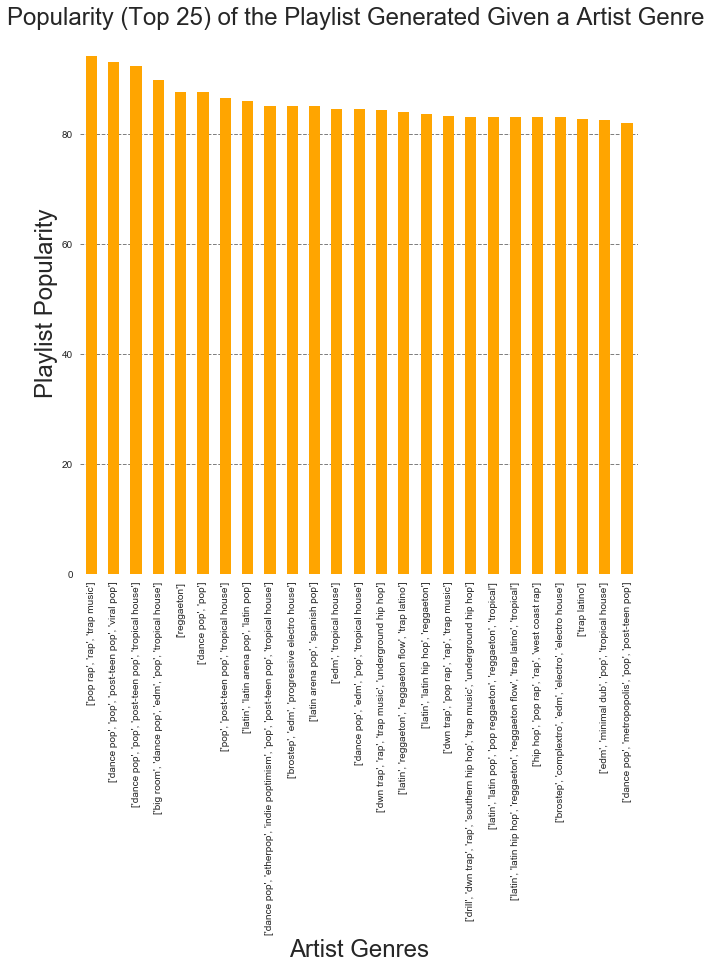 Popularity (Top 25) of the Playlist Generated Given a Artist Genre
Playlist Popularity
80
60
40
20
0
['pop rap', 'rap', 'trap music']
['dance pop', 'pop', 'post-teen pop', 'viral pop']
['dance pop', 'pop', 'post-teen pop', 'tropical house']
['big room', 'dance pop', 'edm', 'pop', 'tropical house']
['reggaeton']
['dance pop', 'pop']
['pop', 'post-teen pop', 'tropical house']
['latin', 'latin arena pop', 'latin pop']
['dance pop', 'etherpop', 'indie poptimism', 'pop', 'post-teen pop', 'tropical house']
['brostep', 'edm', 'progressive electro house']
['latin arena pop', 'spanish pop']
['edm', 'tropical house']
['dance pop', 'edm', 'pop', 'tropical house']
['dwn trap', 'rap', 'trap music', 'underground hip hop']
['latin', 'reggaeton', 'reggaeton flow', 'trap latino']
['latin', 'latin hip hop', 'reggaeton']
['dwn trap', 'pop rap', 'rap', 'trap music']
['drill', 'dwn trap', 'rap', 'southern hip hop', 'trap music', 'underground hip hop']
['latin', 'latin pop', 'pop reggaeton', 'reggaeton', 'tropical']
['latin', 'latin hip hop', 'reggaeton', 'reggaeton flow', 'trap latino', 'tropical']
['hip hop', 'pop rap', 'rap', 'west coast rap']
['brostep', 'complextro', 'edm', 'electro', 'electro house']
['trap latino']
['edm', 'minimal dub', 'pop', 'tropical house']
['dance pop', 'metropopolis', 'pop', 'post-teen pop']
Artist Genres